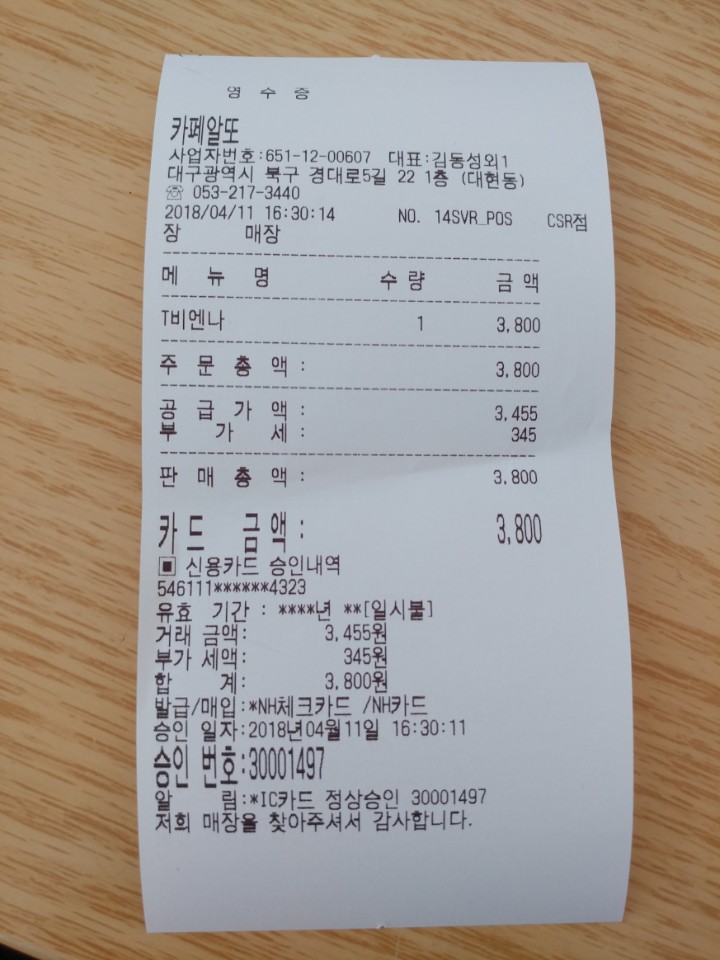 영 수 증
카페알또
사업자번호:651-12-00607 대표:김동성외1
대구광역시 북구 경대로5길 22 1층 (대현동)
☏ 053-217-3440
2018/04/11 16:30:14 NO. 14SVR_POS CSR점
장 매장
메 뉴 명 수 량 금 액
T비엔나 1 3,800
주 문 총 액 : 3,800
공 급 가 액 : 3,455
부 가 세 : 345
판 매 총 액 : 3,800
카 드 금 액 : 3,800
▣ 신용카드 승인내역
546111******4323
유효 기간 : ****년 **[일시불]
거래 금액: 3,455원
부가 세액: 345원
합 계: 3,800원
발급/매입:*NH체크카드 /NH카드
승인 일자:2018년04월11일 16:30:11
승인 번호:30001497
알 림:*IC카드 정상승인 30001497
저희 매장을 찾아주셔서 감사합니다.